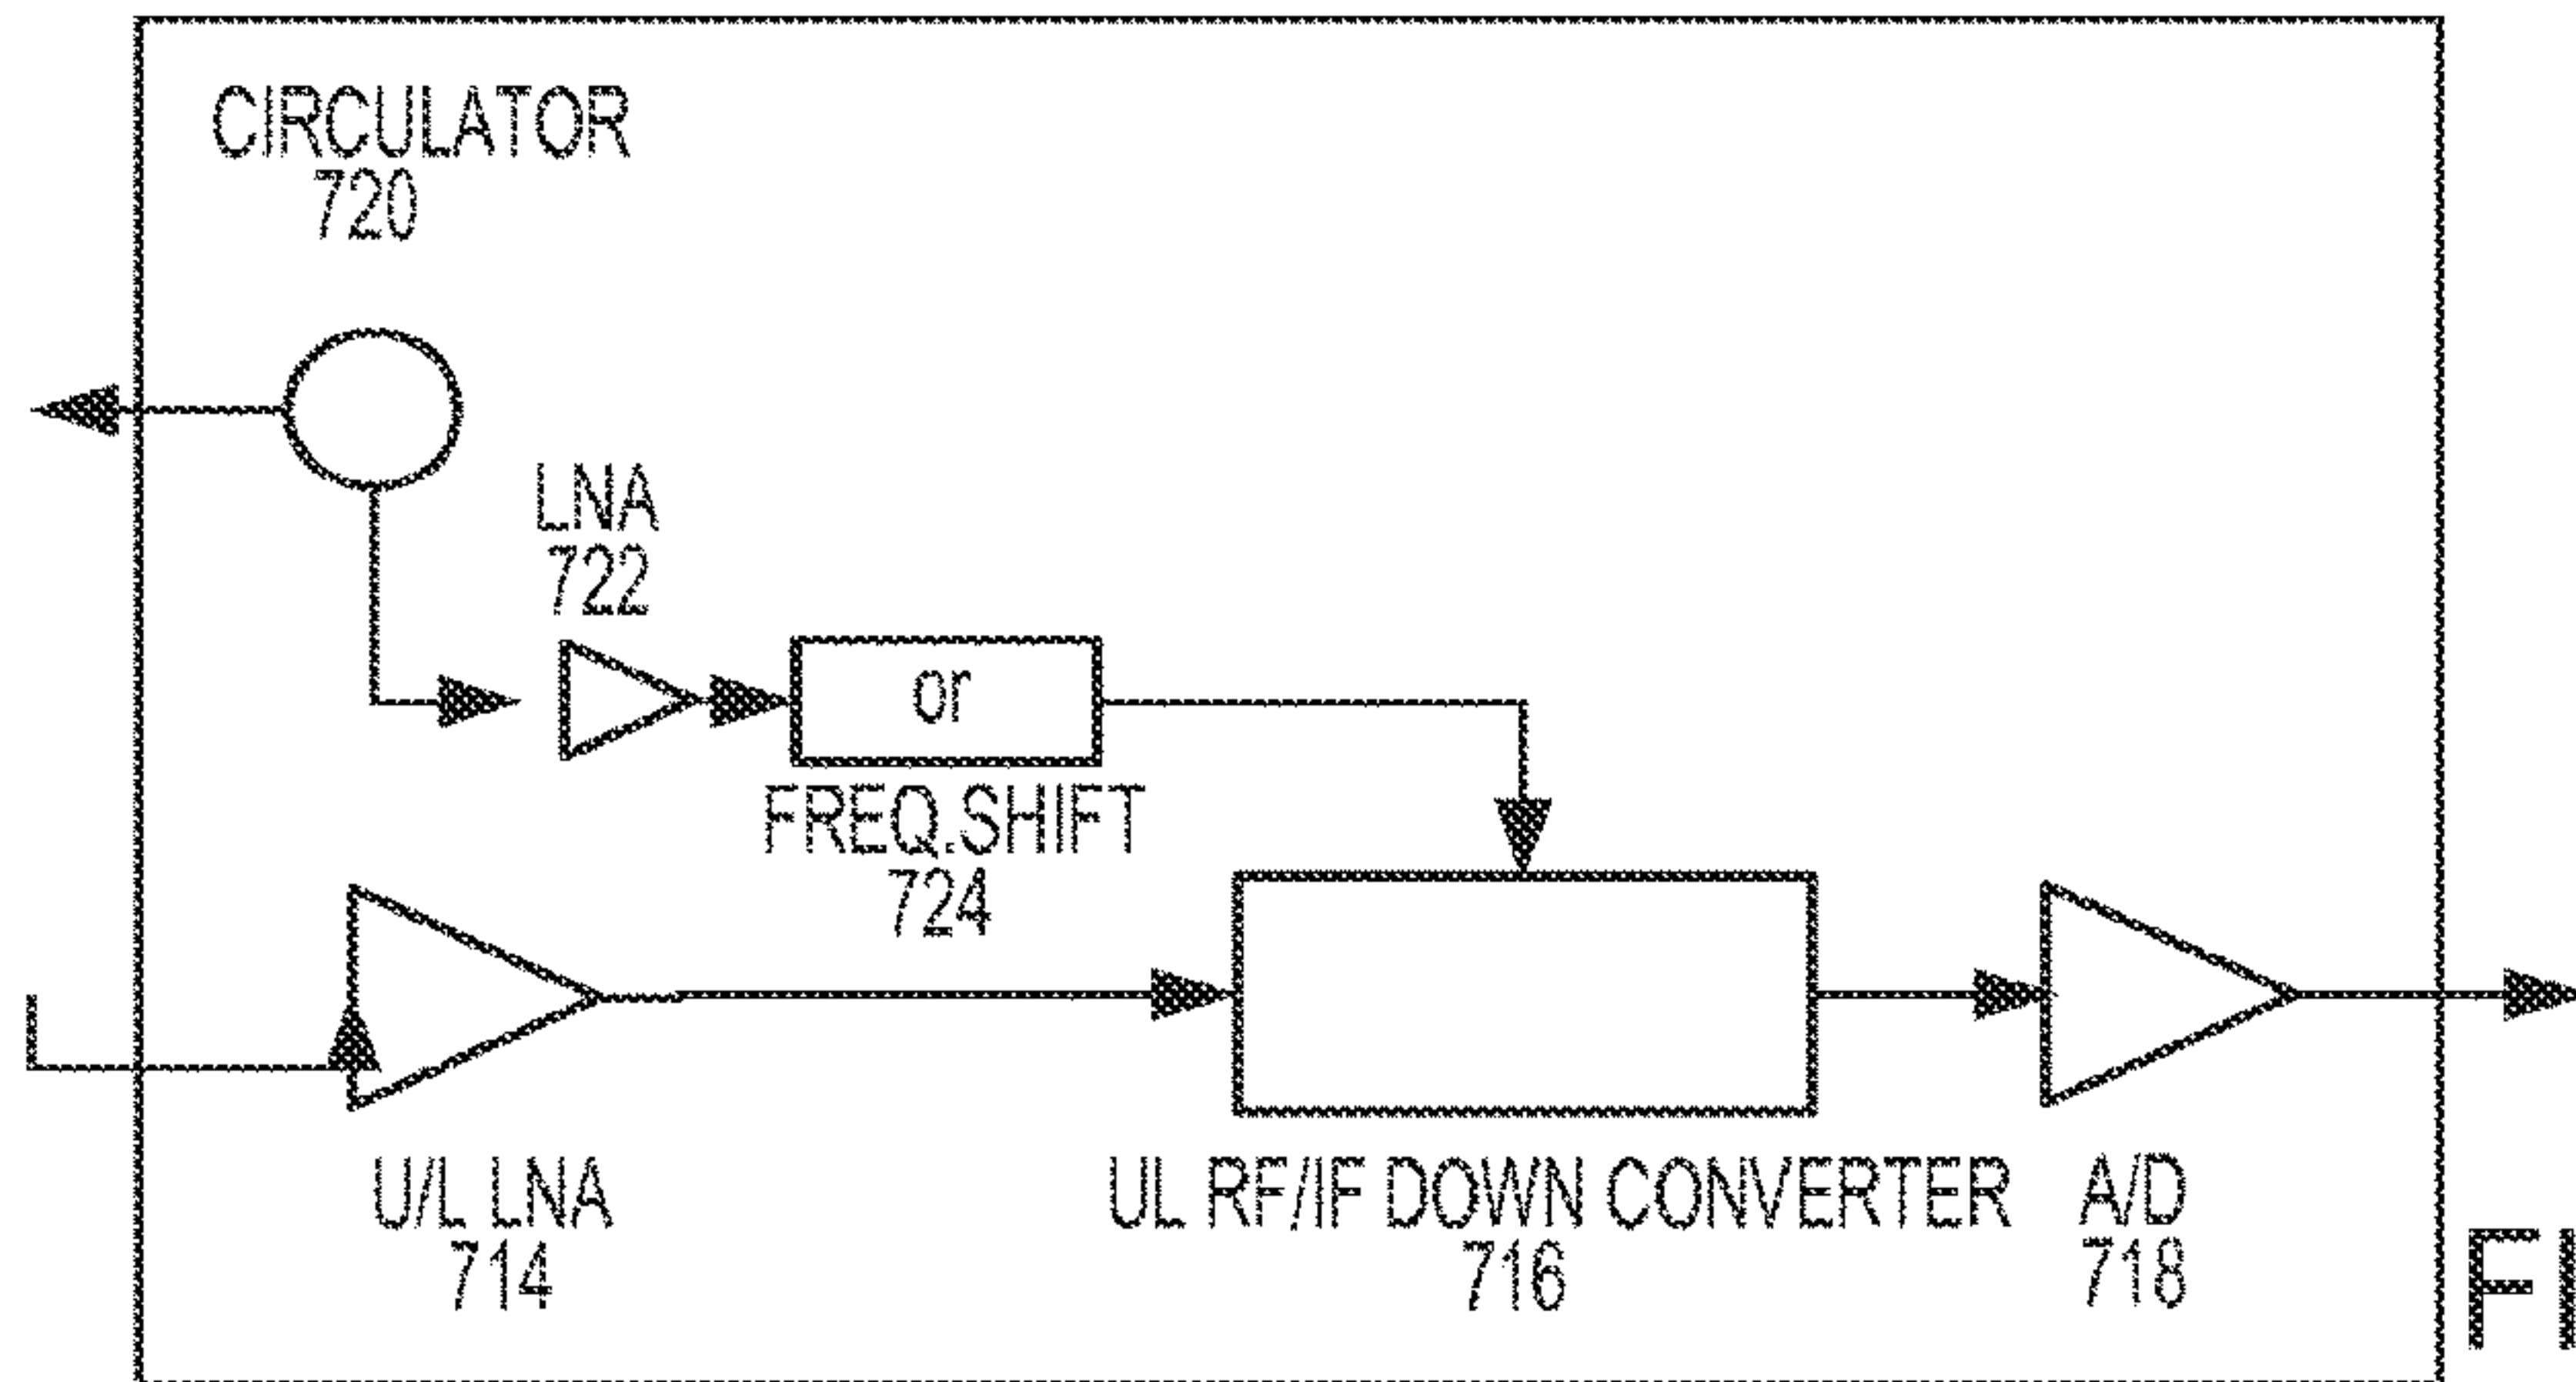 CIRCULATOR
720
LNA
722
or
FREQ.SHIFT
724
U/L LNA
714
UL RF/IF DOWN CONVERTER
716
A/D
718